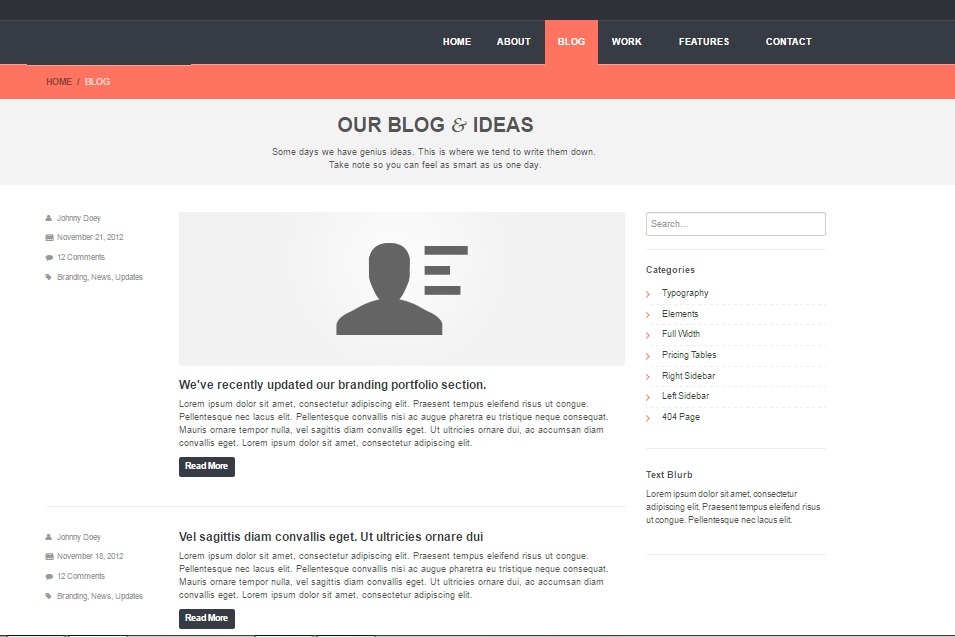 HOME ABOUT BLOG WORK FEATURES CONTACT
HOME / BLOG
OUR BLOG & IDEAS
Some days we have genius ideas. This is where we tend to write them down.
Take note so you can feel as smart as us one day.
Johnny Doey
November 21, 2012
12 Comments
Branding, News, Updates
We've recently updated our branding portfolio section.
Lorem ipsum dolor sit amet, consectetur adipiscing elit. Praesent tempus eleifend risus ut congue.
Pellentesque nec lacus elit. Pellentesque convallis nisi ac augue pharetra eu tristique neque consequat.
Mauris ornare tempor nulla, vel sagittis diam convallis eget. Ut ultricies ornare dui, ac accumsan diam
convallis eget. Lorem ipsum dolor sit amet, consectetur adipiscing elit.
Read More
Johnny Doey
November 18, 2012
12 Comments
Branding, News, Updates
Vel sagittis diam convallis eget. Ut ultricies ornare dui
Lorem ipsum dolor sit amet, consectetur adipiscing elit. Praesent tempus eleifend risus ut congue.
Pellentesque nec lacus elit. Pellentesque convallis nisi ac augue pharetra eu tristique neque consequat.
Mauris ornare tempor nulla, vel sagittis diam convallis eget. Ut ultricies ornare dui, ac accumsan diam
convallis eget. Lorem ipsum dolor sit amet, consectetur adipiscing elit.
Read More
Search...
Categories
Typography
Elements
Full Width
Pricing Tables
Right Sidebar
Left Sidebar
404 Page
Text Blurb
Lorem ipsum dolor sit amet, consectetur
adipiscing elit. Praesent tempus eleifend risus
ut congue. Pellentesque nec lacus elit.